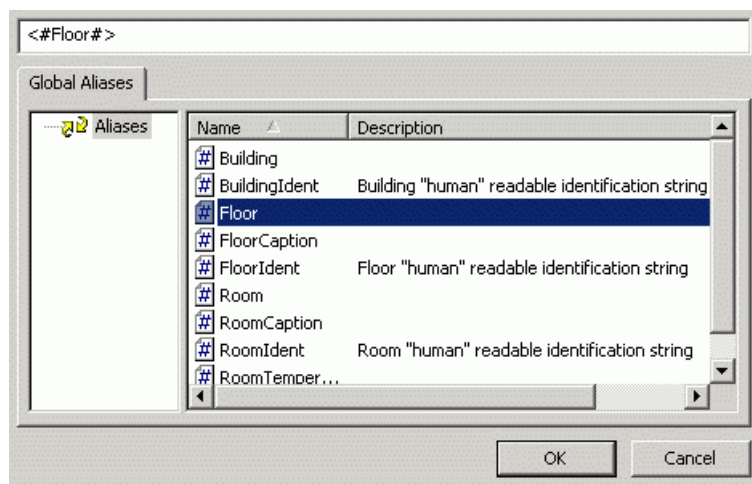 <#Floor#>
Global Aliases
Aliases
Name Description
# Building
# BuildingIdent Building "human" readable identification string
# Floor
# FloorCaption
# FloorIdent Floor "human" readable identification string
# Room
# RoomCaption
# RoomIdent Room "human" readable identification string
# RoomTemper...
OK Cancel